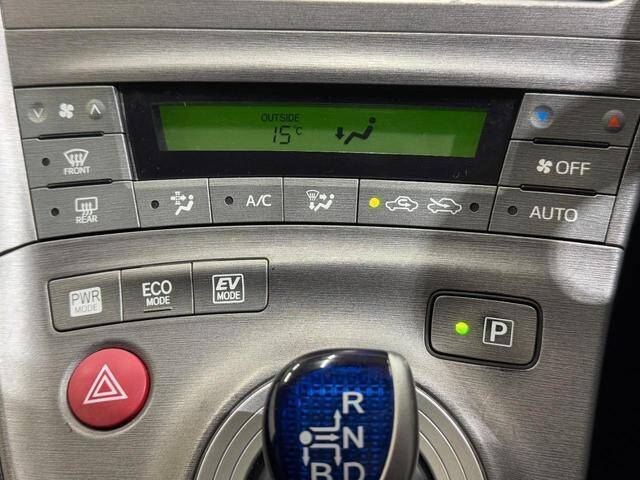 OUTSIDE
15°C
FRONT
OFF
REAR
A/C
AUTO
PWR
MODE
ECO
MODE
EV
MODE
P
R
N
B D